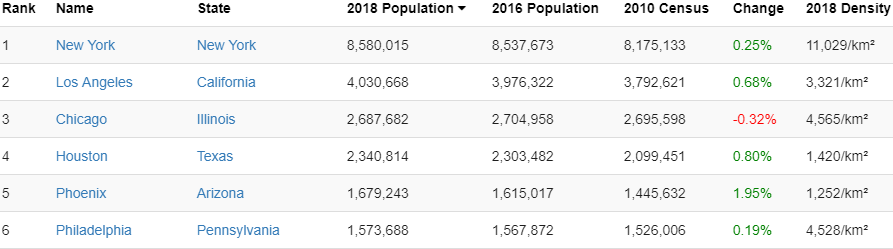 Rank Name State 2018 Population 2016 Population 2010 Census Change 2018 Density
1 New York New York 8,580,015 8,537,673 8,175,133 0.25% 11,029/km²
2 Los Angeles California 4,030,668 3,976,322 3,792,621 0.68% 3,321/km²
3 Chicago Illinois 2,687,682 2,704,958 2,695,598 -0.32% 4,565/km²
4 Houston Texas 2,340,814 2,303,482 2,099,451 0.80% 1,420/km²
5 Phoenix Arizona 1,679,243 1,615,017 1,445,632 1.95% 1,252/km²
6 Philadelphia Pennsylvania 1,573,688 1,567,872 1,526,006 0.19% 4,528/km²